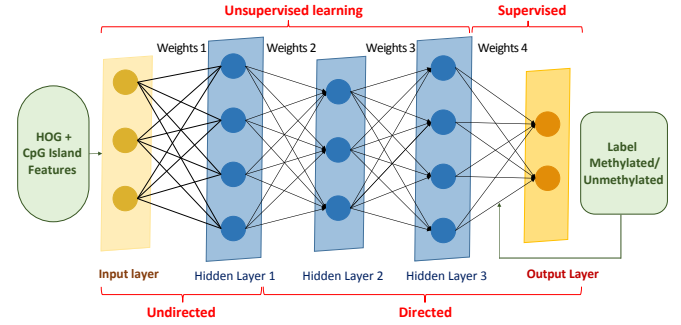 Unsupervised learning
Supervised
Weights 1
Weights 2
Weights 3
Weights 4
HOG +
CpG Island
Features
Label
Methylated/
Unmethylated
Input layer
Hidden Layer 1
Hidden Layer 2
Hidden Layer 3
Output Layer
Undirected
Directed